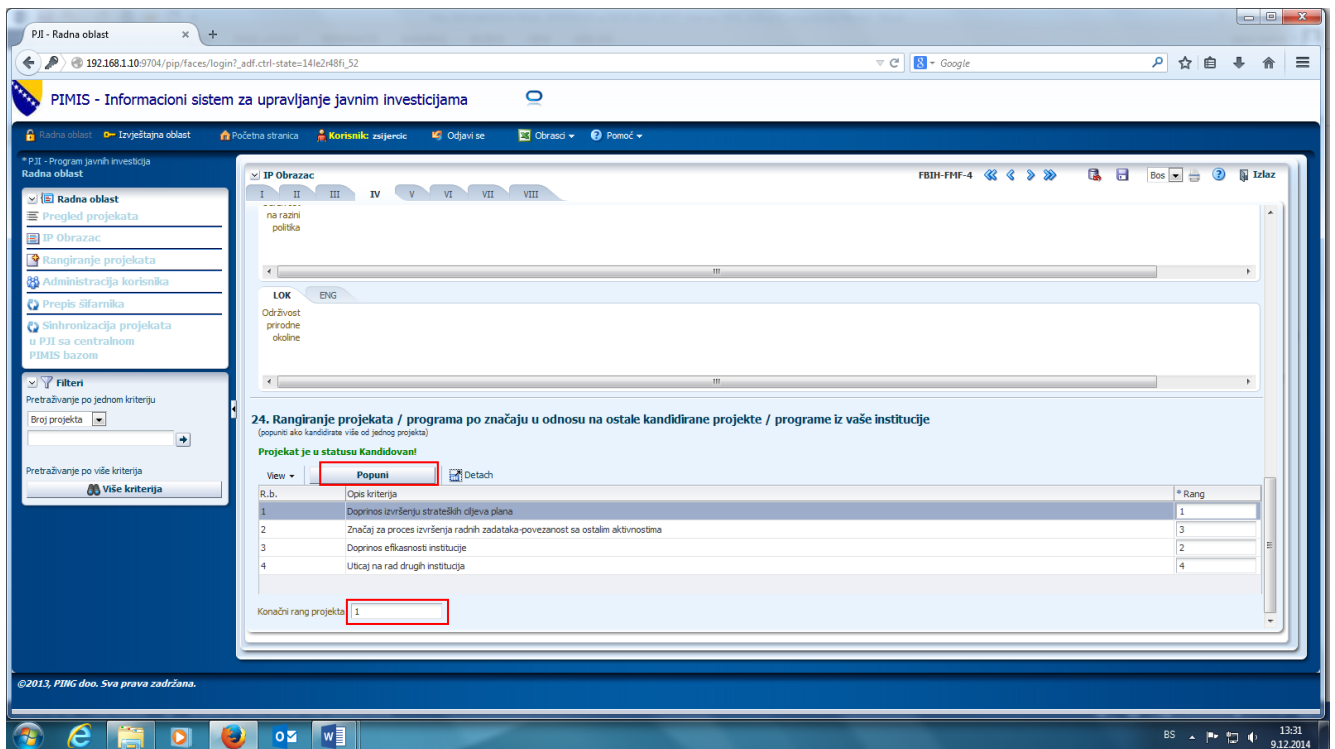 PJI - Radna oblast
192.168.1.10:9704/pip/faces/login?_adf.ctrl-state=14le2r48fi_52
Google
PIMIS - Informacioni sistem za upravljanje javnim investicijama
Radna oblast Izvještajna oblast Početna stranica Korisnik: zsijercic Odjavi se Obrasci Pomoć
* PJI - Program javnih investicija
Radna oblast
Radna oblast
Pregled projekata
IP Obrazac
Rangiranje projekata
Administracija korisnika
Prepis šifarnika
Sinhronizacija projekata
u PJI sa centralnom
PIMIS bazom
Filteri
Pretraživanje po jednom kriteriju
Broj projekta
Pretraživanje po više kriterija
Više kriterija
IP Obrazac FBIH-FMF-4 Bos Izlaz
I II III IV V VI VII VIII
na razini
politika
LOK ENG
Održivost
prirodne
okoline
24. Rangiranje projekata / programa po značaju u odnosu na ostale kandidirane projekte / programe iz vaše institucije
(popuniti ako kandidirate više od jednog projekta)
Projekat je u statusu Kandidovan!
View Popuni Detach
R.b. Opis kriterija * Rang
1 Doprinos izvršenju strateških ciljeva plana 1
2 Značaj za proces izvršenja radnih zadataka-povezanost sa ostalim aktivnostima 3
3 Doprinos efikasnosti institucije 2
4 Uticaj na rad drugih institucija 4
Konačni rang projekta 1
©2013, PING doo. Sva prava zadržana.
BS 13:31
9.12.2014